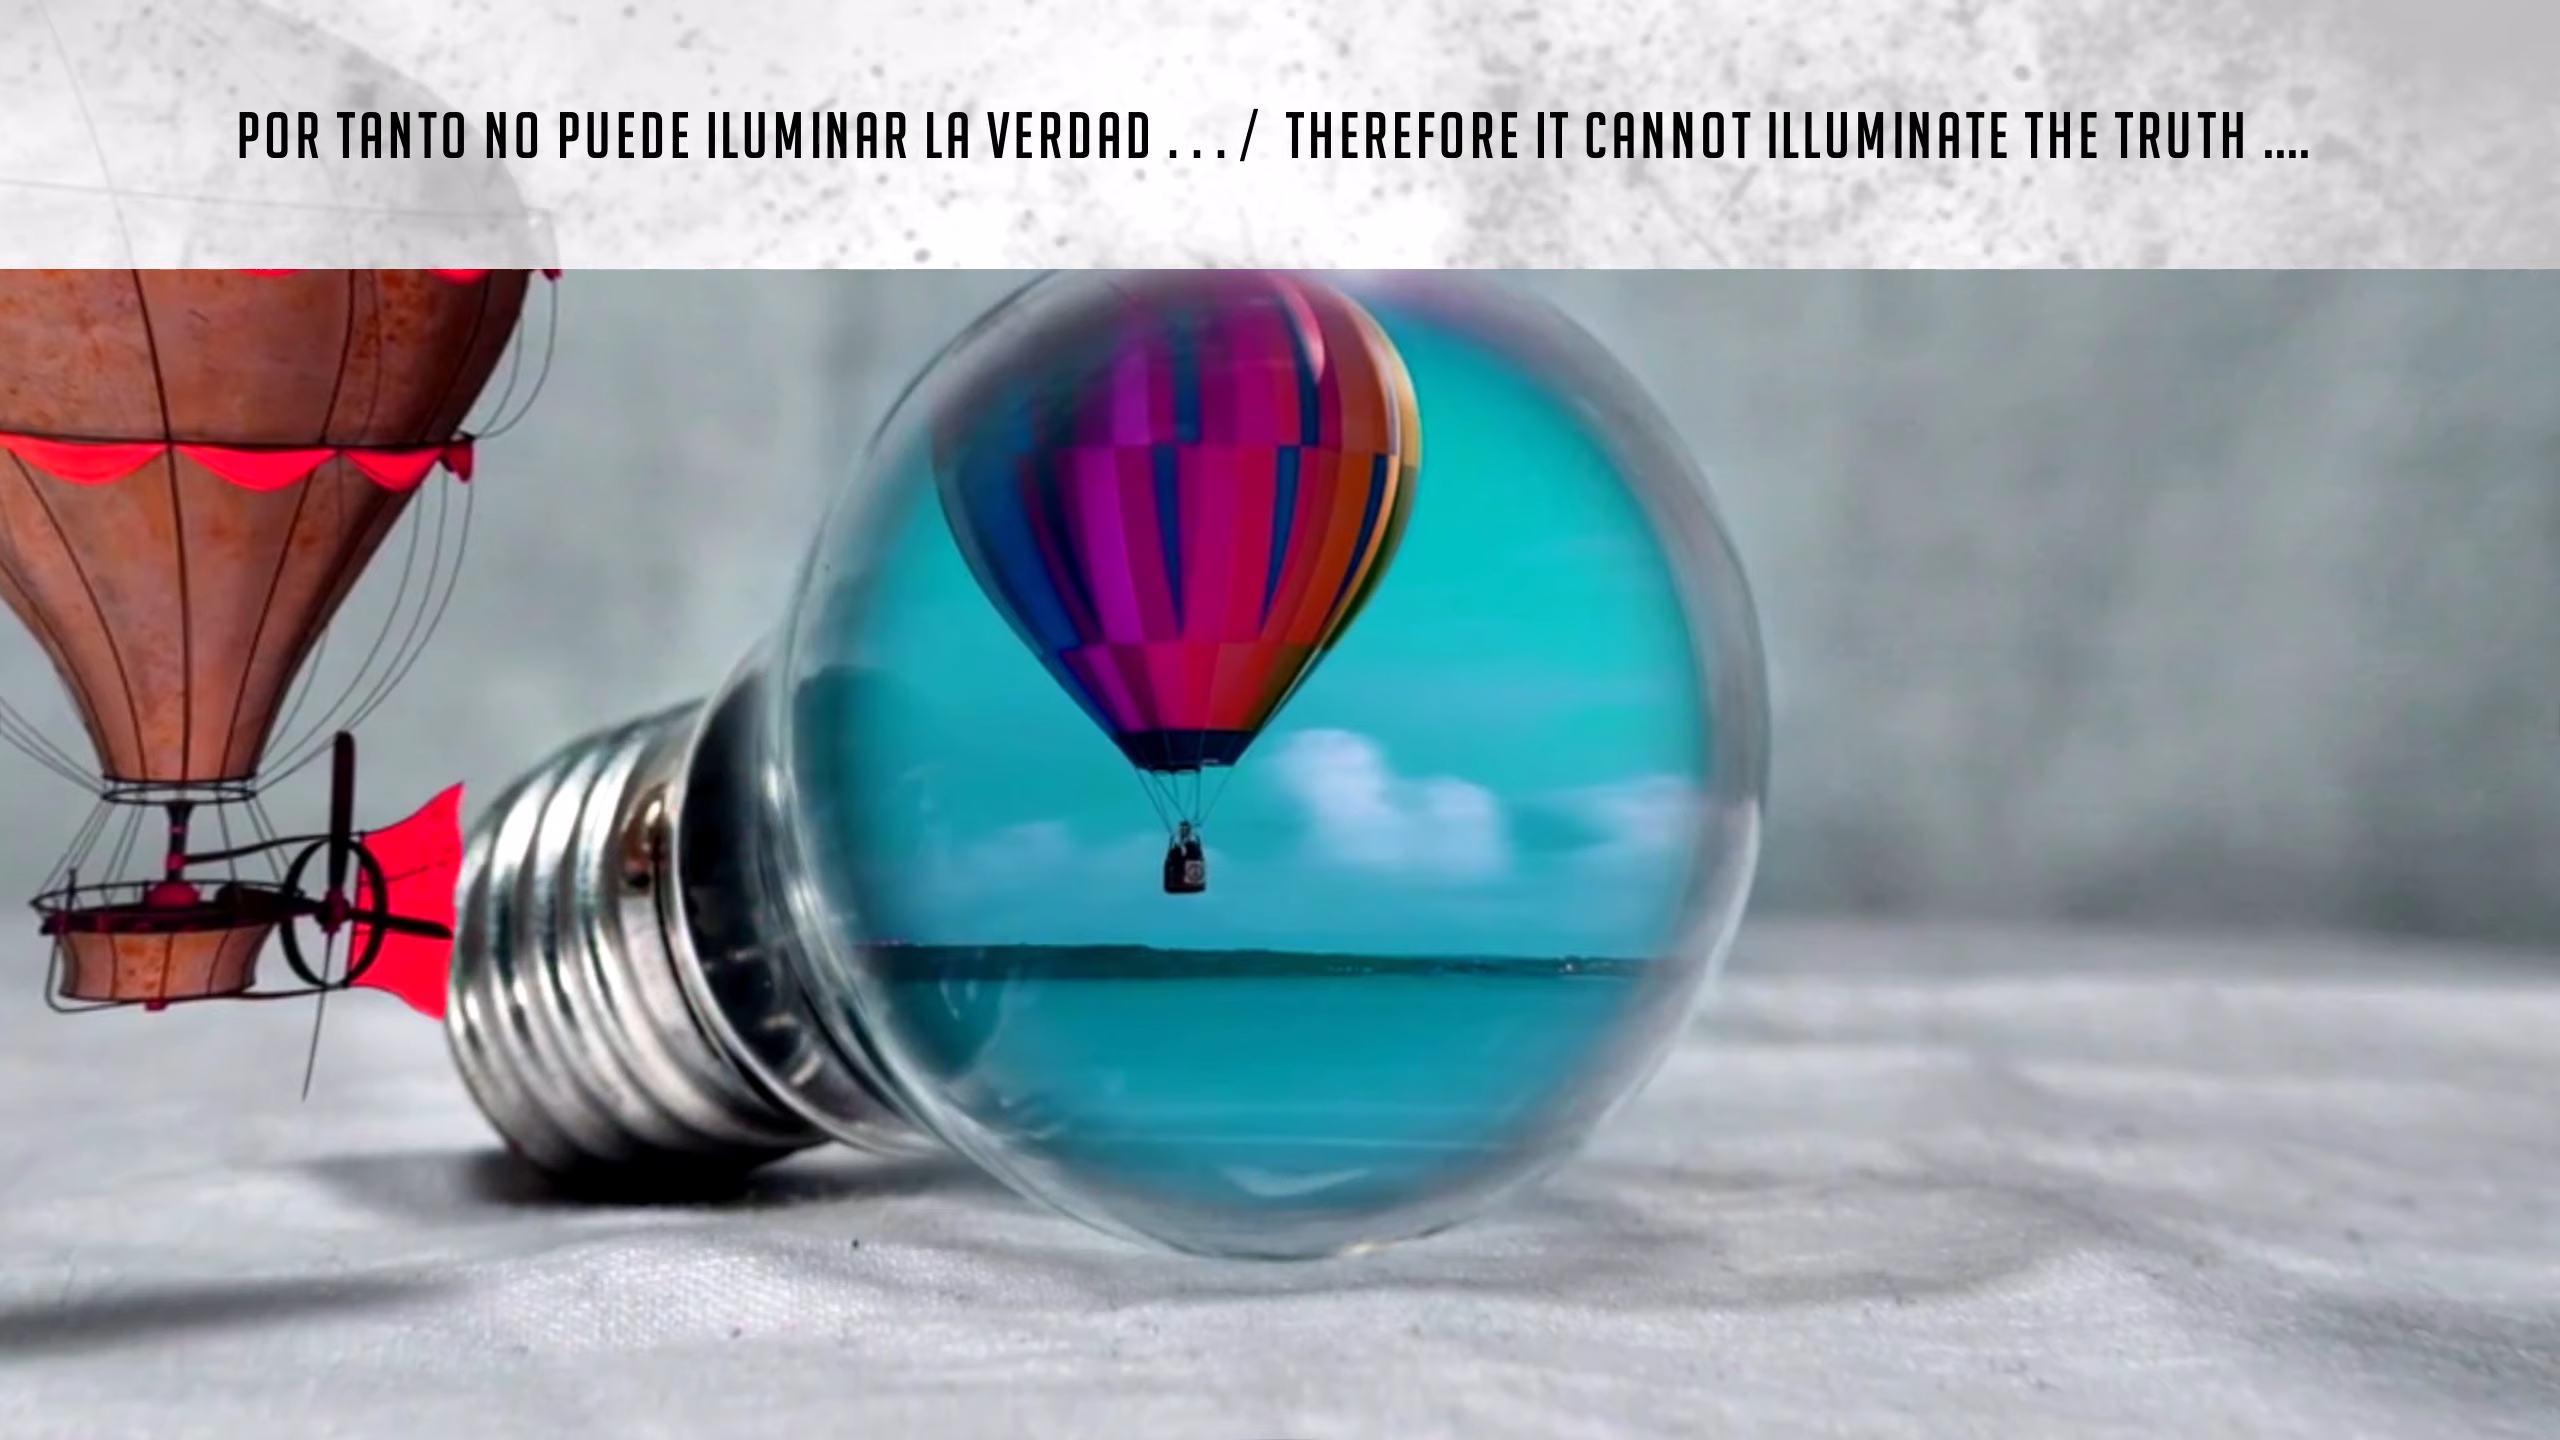 POR TANTO NO PUEDE ILUMINAR LA VERDAD . . . / THEREFORE IT CANNOT ILLUMINATE THE TRUTH ....